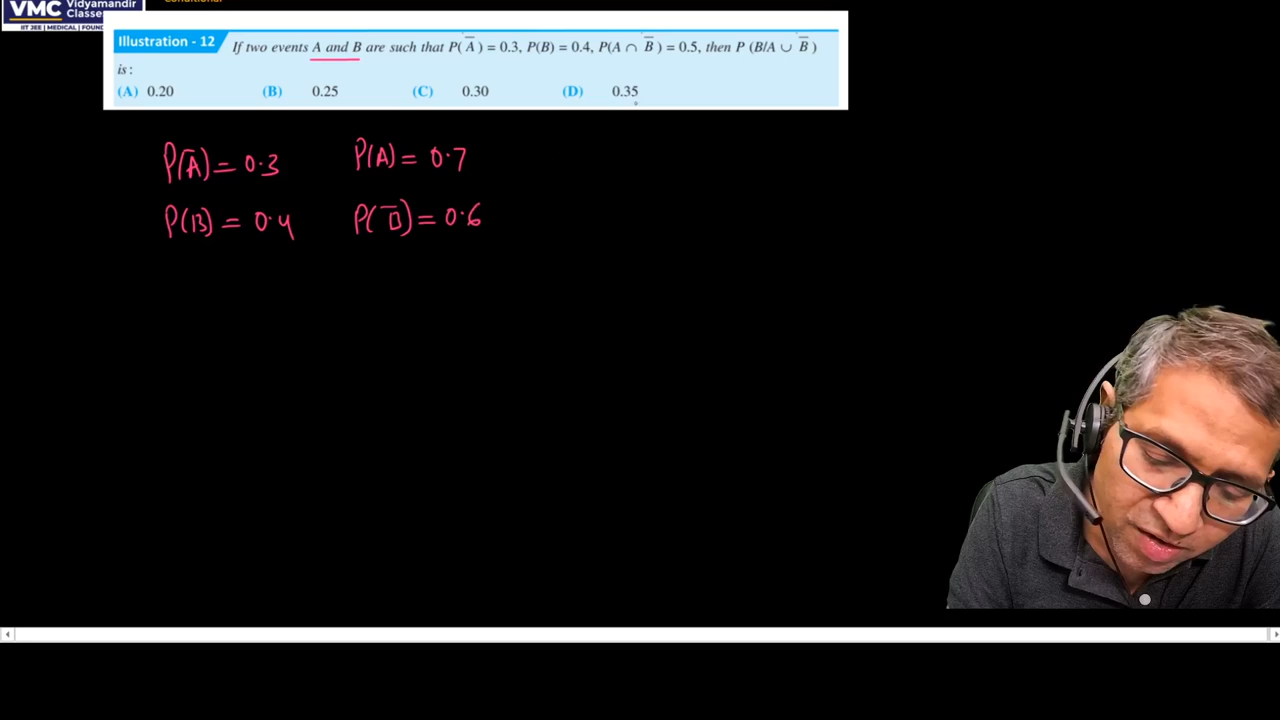 VMC Vidyamandir Classes
IIT JEE | MEDICAL | FOUND
Conditional
Illustration - 12 If two events A and B are such that P(A̅) = 0.3, P(B) = 0.4, P(A ∩ B̅) = 0.5, then P (B/A ∪ B̅)
is :
(A) 0.20 (B) 0.25 (C) 0.30 (D) 0.35
P(A̅) = 0.3 P(A) = 0.7
P(B) = 0.4 P(B̅) = 0.6